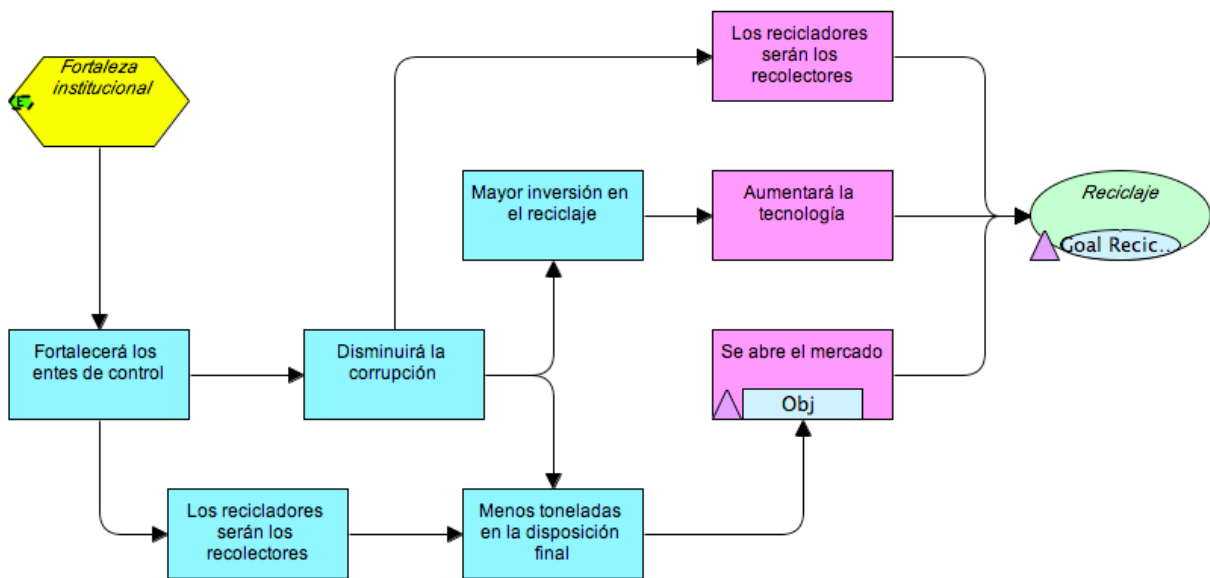 Los recicladores
serán los
recolectores
Fortaleza
institucional
E
Mayor inversión en
el reciclaje
Aumentará la
tecnología
Reciclaje
Goal Recic...
Fortalecerá los
entes de control
Disminuirá la
corrupción
Se abre el mercado
Obj
Los recicladores
serán los
recolectores
Menos toneladas
en la disposición
final